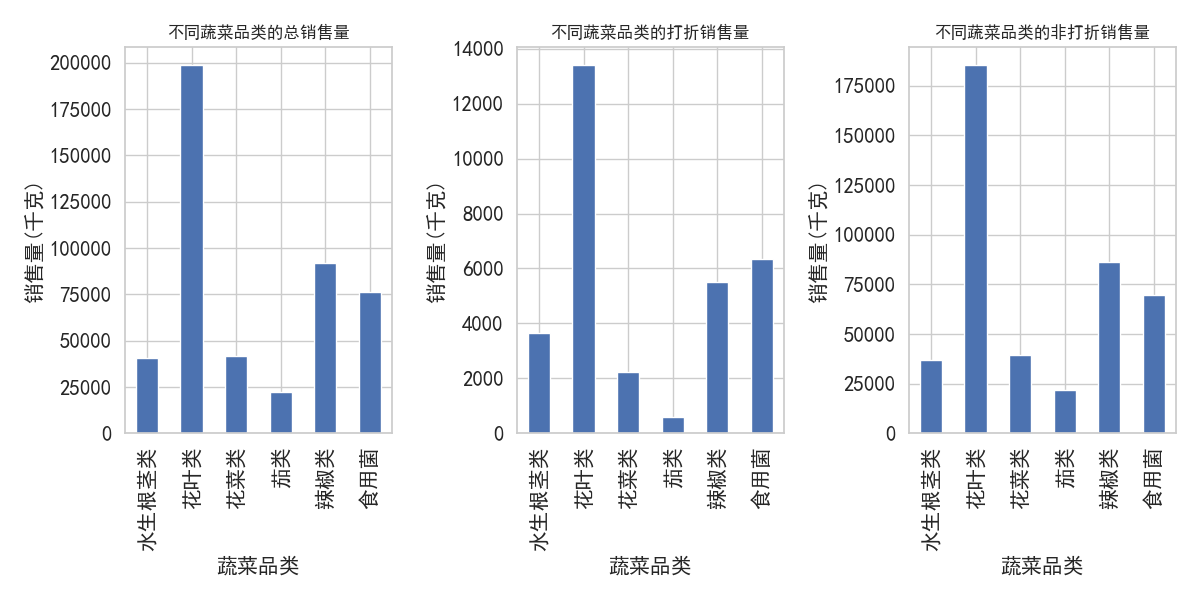 不同蔬菜品类的总销售量
销售量(千克)
200000
175000
150000
125000
100000
75000
50000
25000
0
水生根茎类
花叶类
花菜类
茄类
辣椒类
食用菌
蔬菜品类
不同蔬菜品类的打折销售量
销售量(千克)
14000
12000
10000
8000
6000
4000
2000
0
水生根茎类
花叶类
花菜类
茄类
辣椒类
食用菌
蔬菜品类
不同蔬菜品类的非打折销售量
销售量(千克)
175000
150000
125000
100000
75000
50000
25000
0
水生根茎类
花叶类
花菜类
茄类
辣椒类
食用菌
蔬菜品类